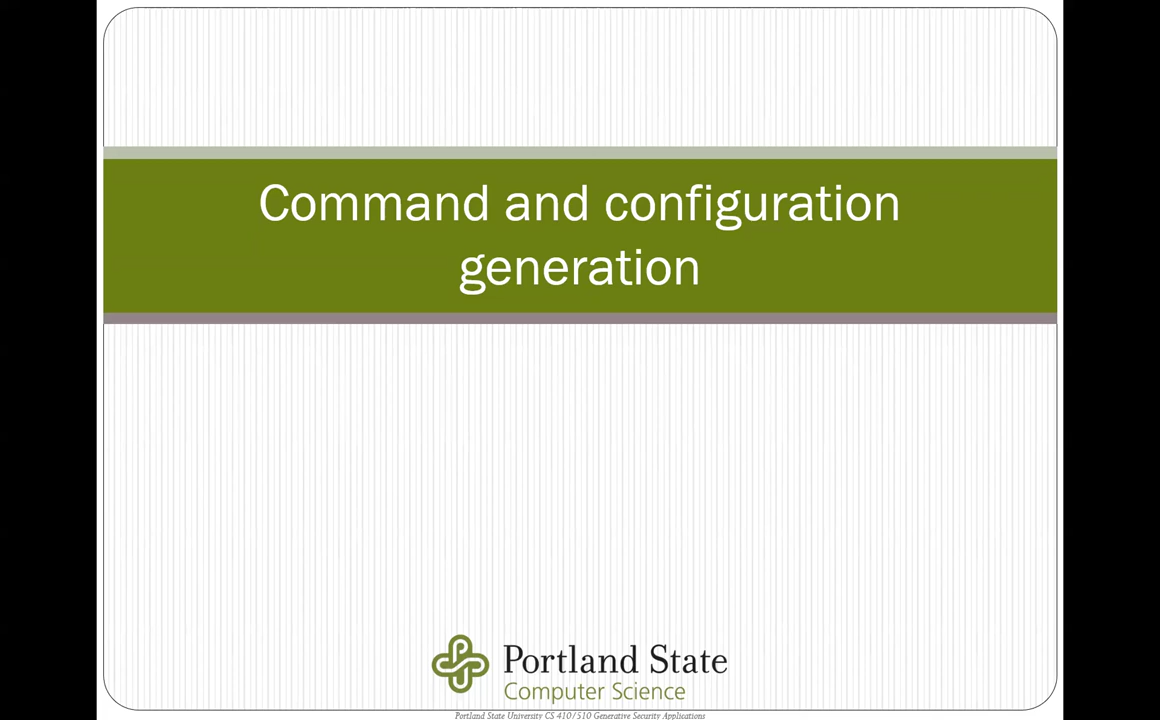 Command and configuration
generation
Portland State
Computer Science
Portland State University CS 410/510 Generative Security Applications